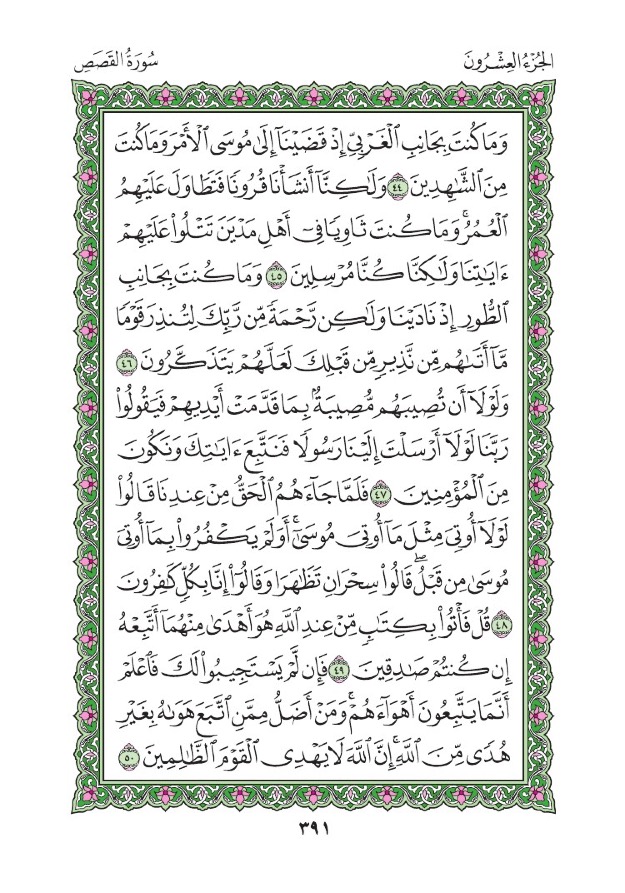 الجُزْءُ العِشْرُونَ
سُورَةُ القَصَصِ
وَمَا كُنتَ بِجَانِبِ ٱلْغَرْبِيِّ إِذْ قَضَيْنَآ إِلَىٰ مُوسَى ٱلْأَمْرَ وَمَا كُنتَ
مِنَ ٱلشَّٰهِدِينَ ٤٤ وَلَٰكِنَّآ أَنشَأْنَا قُرُونًا فَتَطَاوَلَ عَلَيْهِمُ
ٱلْعُمُرُ ۚ وَمَا كُنتَ ثَاوِيًا فِىٓ أَهْلِ مَدْيَنَ تَتْلُوا۟ عَلَيْهِمْ
ءَايَٰتِنَا وَلَٰكِنَّا كُنَّا مُرْسِلِينَ ٤٥ وَمَا كُنتَ بِجَانِبِ
ٱلطُّورِ إِذْ نَادَيْنَا وَلَٰكِن رَّحْمَةً مِّن رَّبِّكَ لِتُنذِرَ قَوْمًا
مَّآ أَتَىٰهُم مِّن نَّذِيرٍ مِّن قَبْلِكَ لَعَلَّهُمْ يَتَذَكَّرُونَ ٤٦
وَلَوْلَآ أَن تُصِيبَهُم مُّصِيبَةٌۢ بِمَا قَدَّمَتْ أَيْدِيهِمْ فَيَقُولُوا۟
رَبَّنَا لَوْلَآ أَرْسَلْتَ إِلَيْنَا رَسُولًا فَنَتَّبِعَ ءَايَٰتِكَ وَنَكُونَ
مِنَ ٱلْمُؤْمِنِينَ ٤٧ فَلَمَّا جَآءَهُمُ ٱلْحَقُّ مِنْ عِندِنَا قَالُوا۟
لَوْلَآ أُوتِىَ مِثْلَ مَآ أُوتِىَ مُوسَىٰٓ ۚ أَوَلَمْ يَكْفُرُوا۟ بِمَآ أُوتِىَ
مُوسَىٰ مِن قَبْلُ ۖ قَالُوا۟ سِحْرَانِ تَظَٰهَرَا وَقَالُوٓا۟ إِنَّا بِكُلٍّ كَٰفِرُونَ
٤٨ قُلْ فَأْتُوا۟ بِكِتَٰبٍ مِّنْ عِندِ ٱللَّهِ هُوَ أَهْدَىٰ مِنْهُمَآ أَتَّبِعْهُ
إِن كُنتُمْ صَٰدِقِينَ ٤٩ فَإِن لَّمْ يَسْتَجِيبُوا۟ لَكَ فَٱعْلَمْ
أَنَّمَا يَتَّبِعُونَ أَهْوَآءَهُمْ ۚ وَمَنْ أَضَلُّ مِمَّنِ ٱتَّبَعَ هَوَىٰهُ بِغَيْرِ
هُدًى مِّنَ ٱللَّهِ ۚ إِنَّ ٱللَّهَ لَا يَهْدِى ٱلْقَوْمَ ٱلظَّٰلِمِينَ ٥٠
٣٩١